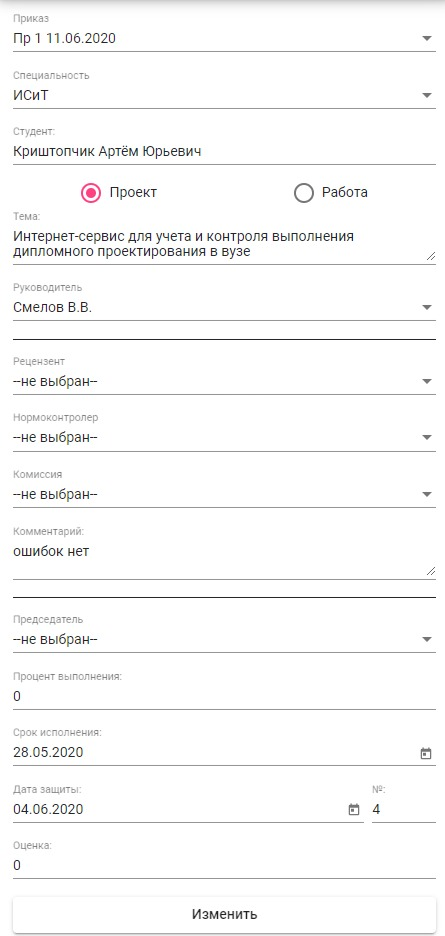 Приказ
Пр 1 11.06.2020
Специальность
ИСиТ
Студент:
Криштопчик Артём Юрьевич
Проект Работа
Тема:
Интернет-сервис для учета и контроля выполнения
дипломного проектирования в вузе
Руководитель
Смелов В.В.
Рецензент
--не выбран--
Нормоконтролер
--не выбран--
Комиссия
--не выбран--
Комментарий:
ошибок нет
Председатель
--не выбран--
Процент выполнения:
0
Срок исполнения:
28.05.2020
Дата защиты: №:
04.06.2020 4
Оценка:
0
Изменить